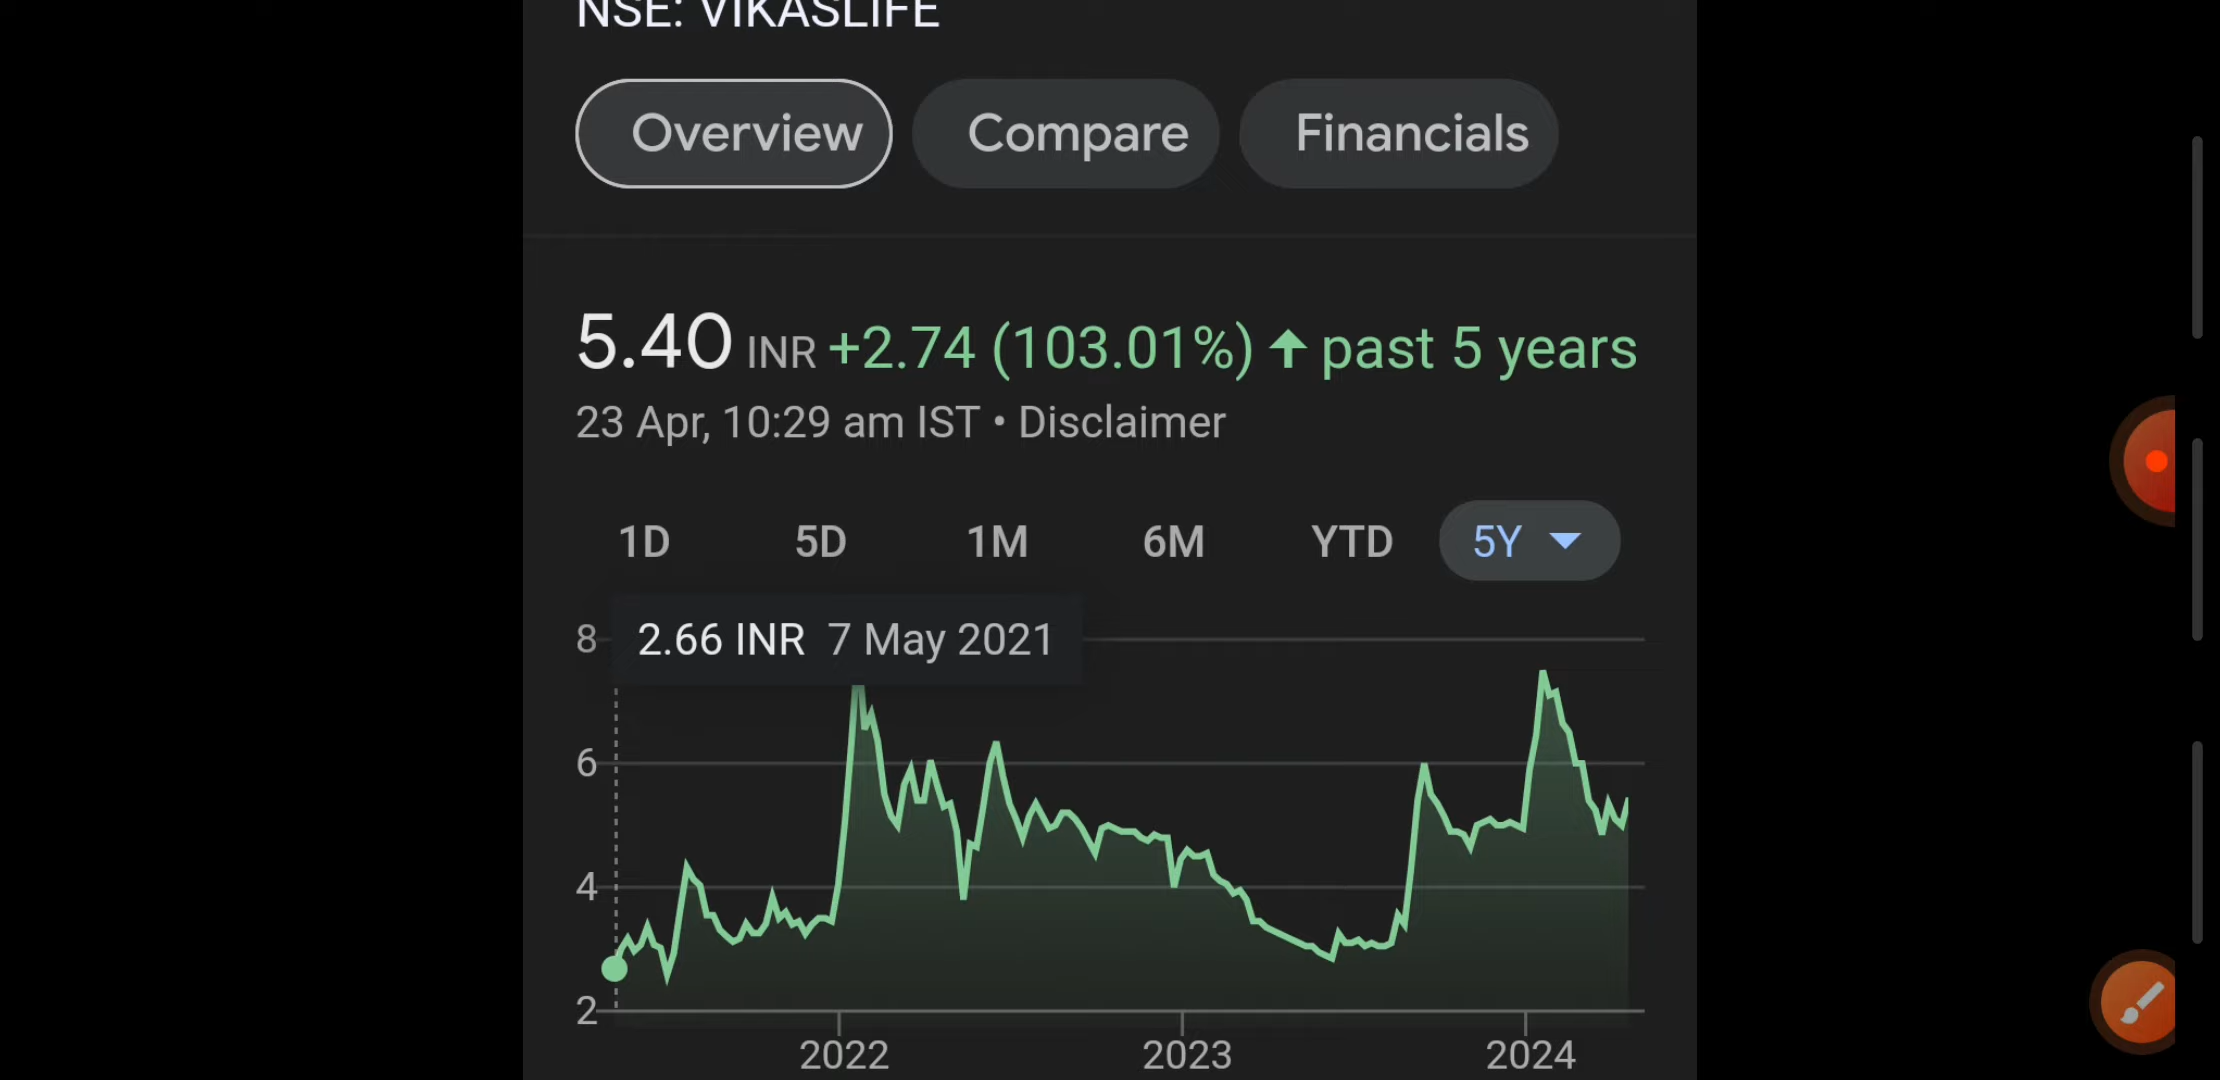 NSE: VIKASLIFE
Overview Compare Financials
5.40 INR +2.74 (103.01%) ↑ past 5 years
23 Apr, 10:29 am IST • Disclaimer
1D 5D 1M 6M YTD 5Y
8 2.66 INR 7 May 2021
6
4
2
2022 2023 2024